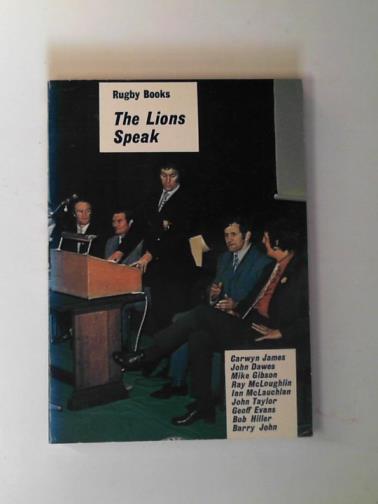 Rugby Books
The Lions
Speak
Carwyn James
John Dawes
Mike Gibson
Ray McLoughlin
Ian McLauchlan
John Taylor
Geoff Evans
Bob Hiller
Barry John